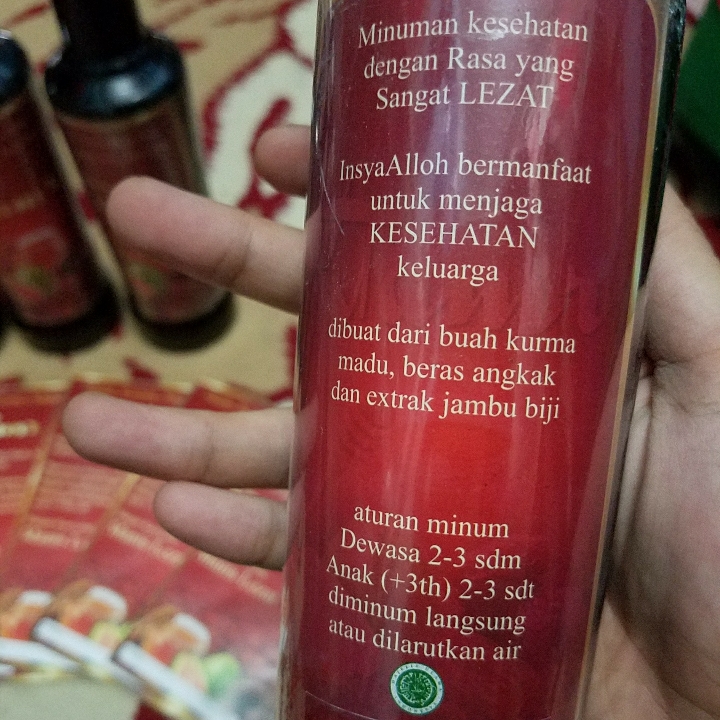 Minuman kesehatan
dengan Rasa yang
Sangat LEZAT
InsyaAlloh bermanfaat
untuk menjaga
KESEHATAN
keluarga
dibuat dari buah kurma
madu, beras angkak
dan extrak jambu biji
aturan minum
Dewasa 2-3 sdm
Anak (+3th) 2-3 sdt
diminum langsung
atau dilarutkan air